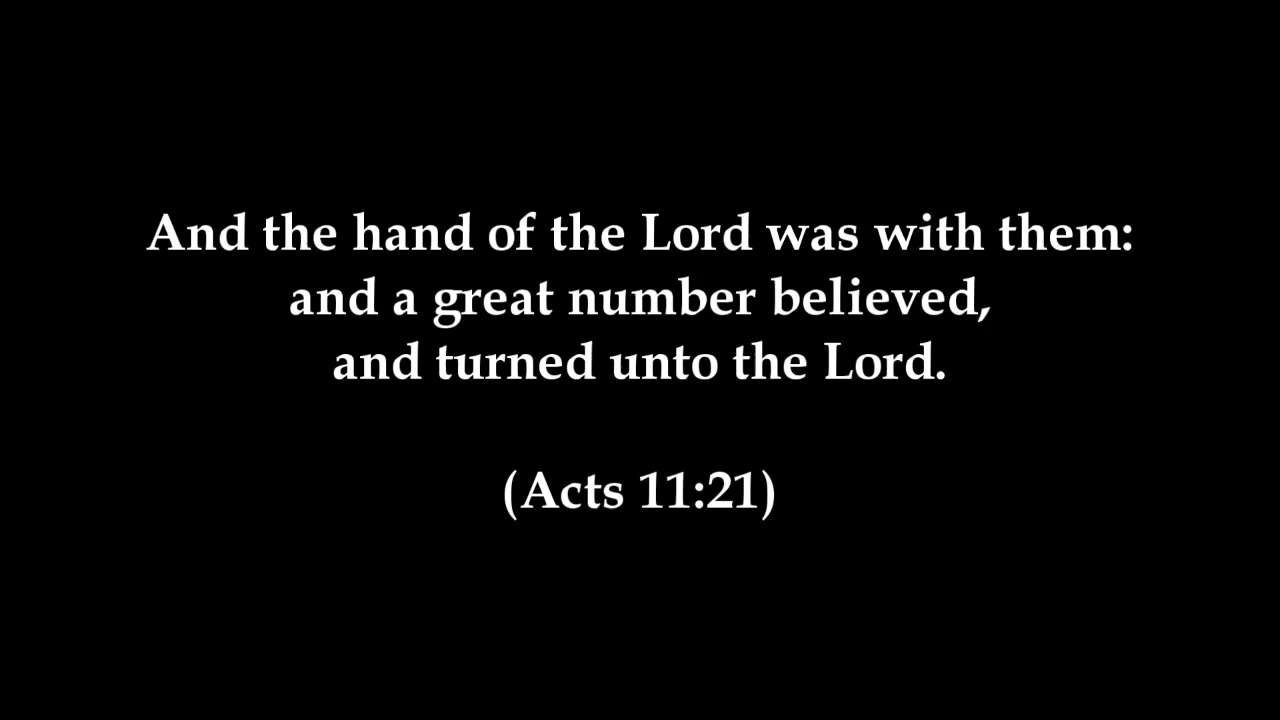 And the hand of the Lord was with them:
and a great number believed,
and turned unto the Lord.
(Acts 11:21)